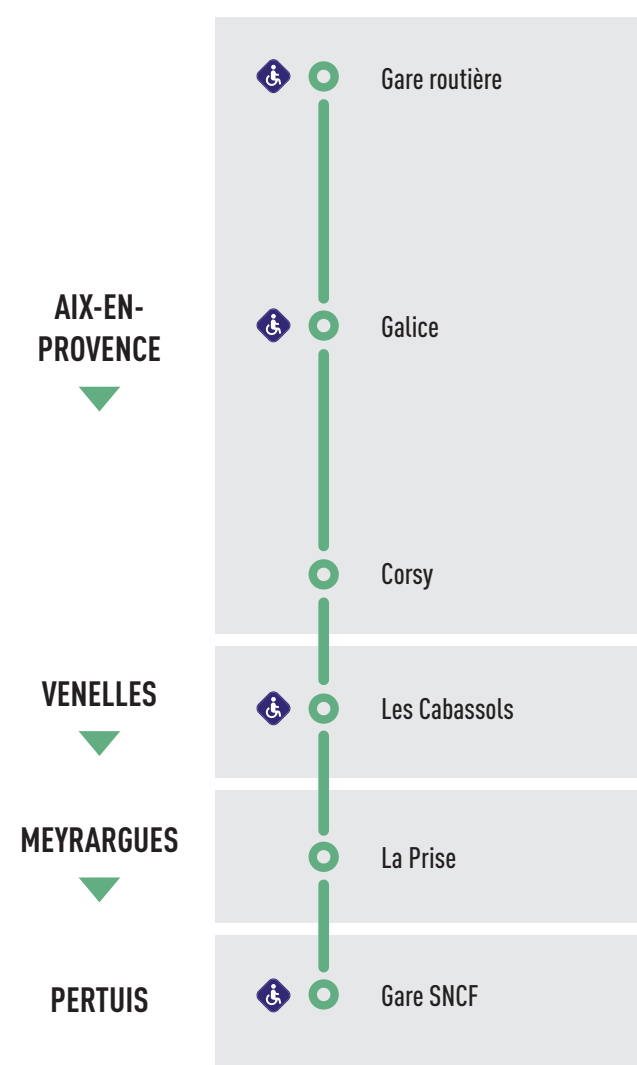 Gare routière
AIX-EN-
PROVENCE
Galice
Corsy
VENELLES
Les Cabassols
MEYRARGUES
La Prise
PERTUIS
Gare SNCF